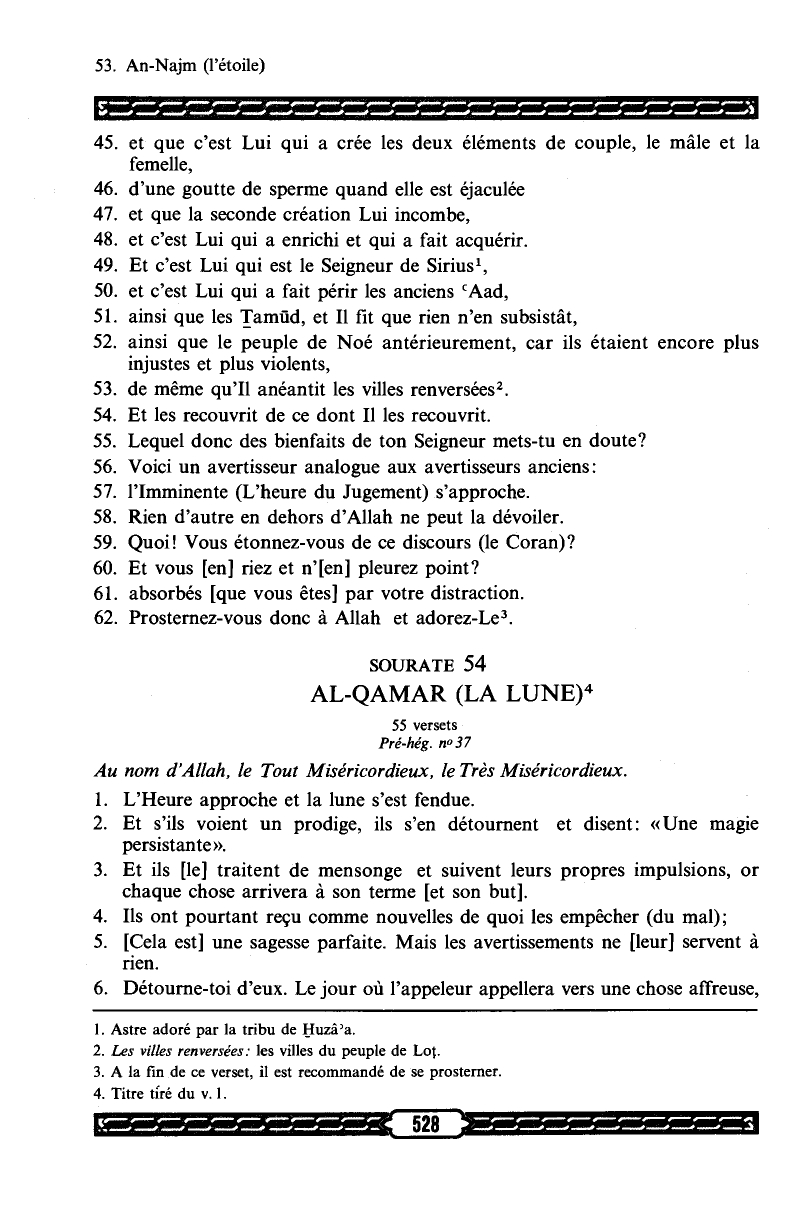 53. An-Najm (l'étoile)
45. et que c'est Lui qui a crée les deux éléments de couple, le mâle et la
femelle,
46. d'une goutte de sperme quand elle est éjaculée
47. et que la seconde création Lui incombe,
48. et c'est Lui qui a enrichi et qui a fait acquérir.
49. Et c'est Lui qui est le Seigneur de Sirius¹,
50. et c'est Lui qui a fait périr les anciens ᶜAad,
51. ainsi que les Ṯamūd, et Il fit que rien n'en subsistât,
52. ainsi que le peuple de Noé antérieurement, car ils étaient encore plus
injustes et plus violents,
53. de même qu'Il anéantit les villes renversées².
54. Et les recouvrit de ce dont Il les recouvrit.
55. Lequel donc des bienfaits de ton Seigneur mets-tu en doute?
56. Voici un avertisseur analogue aux avertisseurs anciens:
57. l'Imminente (L'heure du Jugement) s'approche.
58. Rien d'autre en dehors d'Allah ne peut la dévoiler.
59. Quoi! Vous étonnez-vous de ce discours (le Coran)?
60. Et vous [en] riez et n'[en] pleurez point?
61. absorbés [que vous êtes] par votre distraction.
62. Prosternez-vous donc à Allah et adorez-Le³.
SOURATE 54
AL-QAMAR (LA LUNE)⁴
55 versets
Pré-hég. nº 37
Au nom d'Allah, le Tout Miséricordieux, le Très Miséricordieux.
1. L'Heure approche et la lune s'est fendue.
2. Et s'ils voient un prodige, ils s'en détournent et disent: «Une magie
persistante».
3. Et ils [le] traitent de mensonge et suivent leurs propres impulsions, or
chaque chose arrivera à son terme [et son but].
4. Ils ont pourtant reçu comme nouvelles de quoi les empêcher (du mal);
5. [Cela est] une sagesse parfaite. Mais les avertissements ne [leur] servent à
rien.
6. Détourne-toi d'eux. Le jour où l'appeleur appellera vers une chose affreuse,
1. Astre adoré par la tribu de H̱uzâʾa.
2. Les villes renversées: les villes du peuple de Loṭ.
3. A la fin de ce verset, il est recommandé de se prosterner.
4. Titre tiré du v. 1.
528